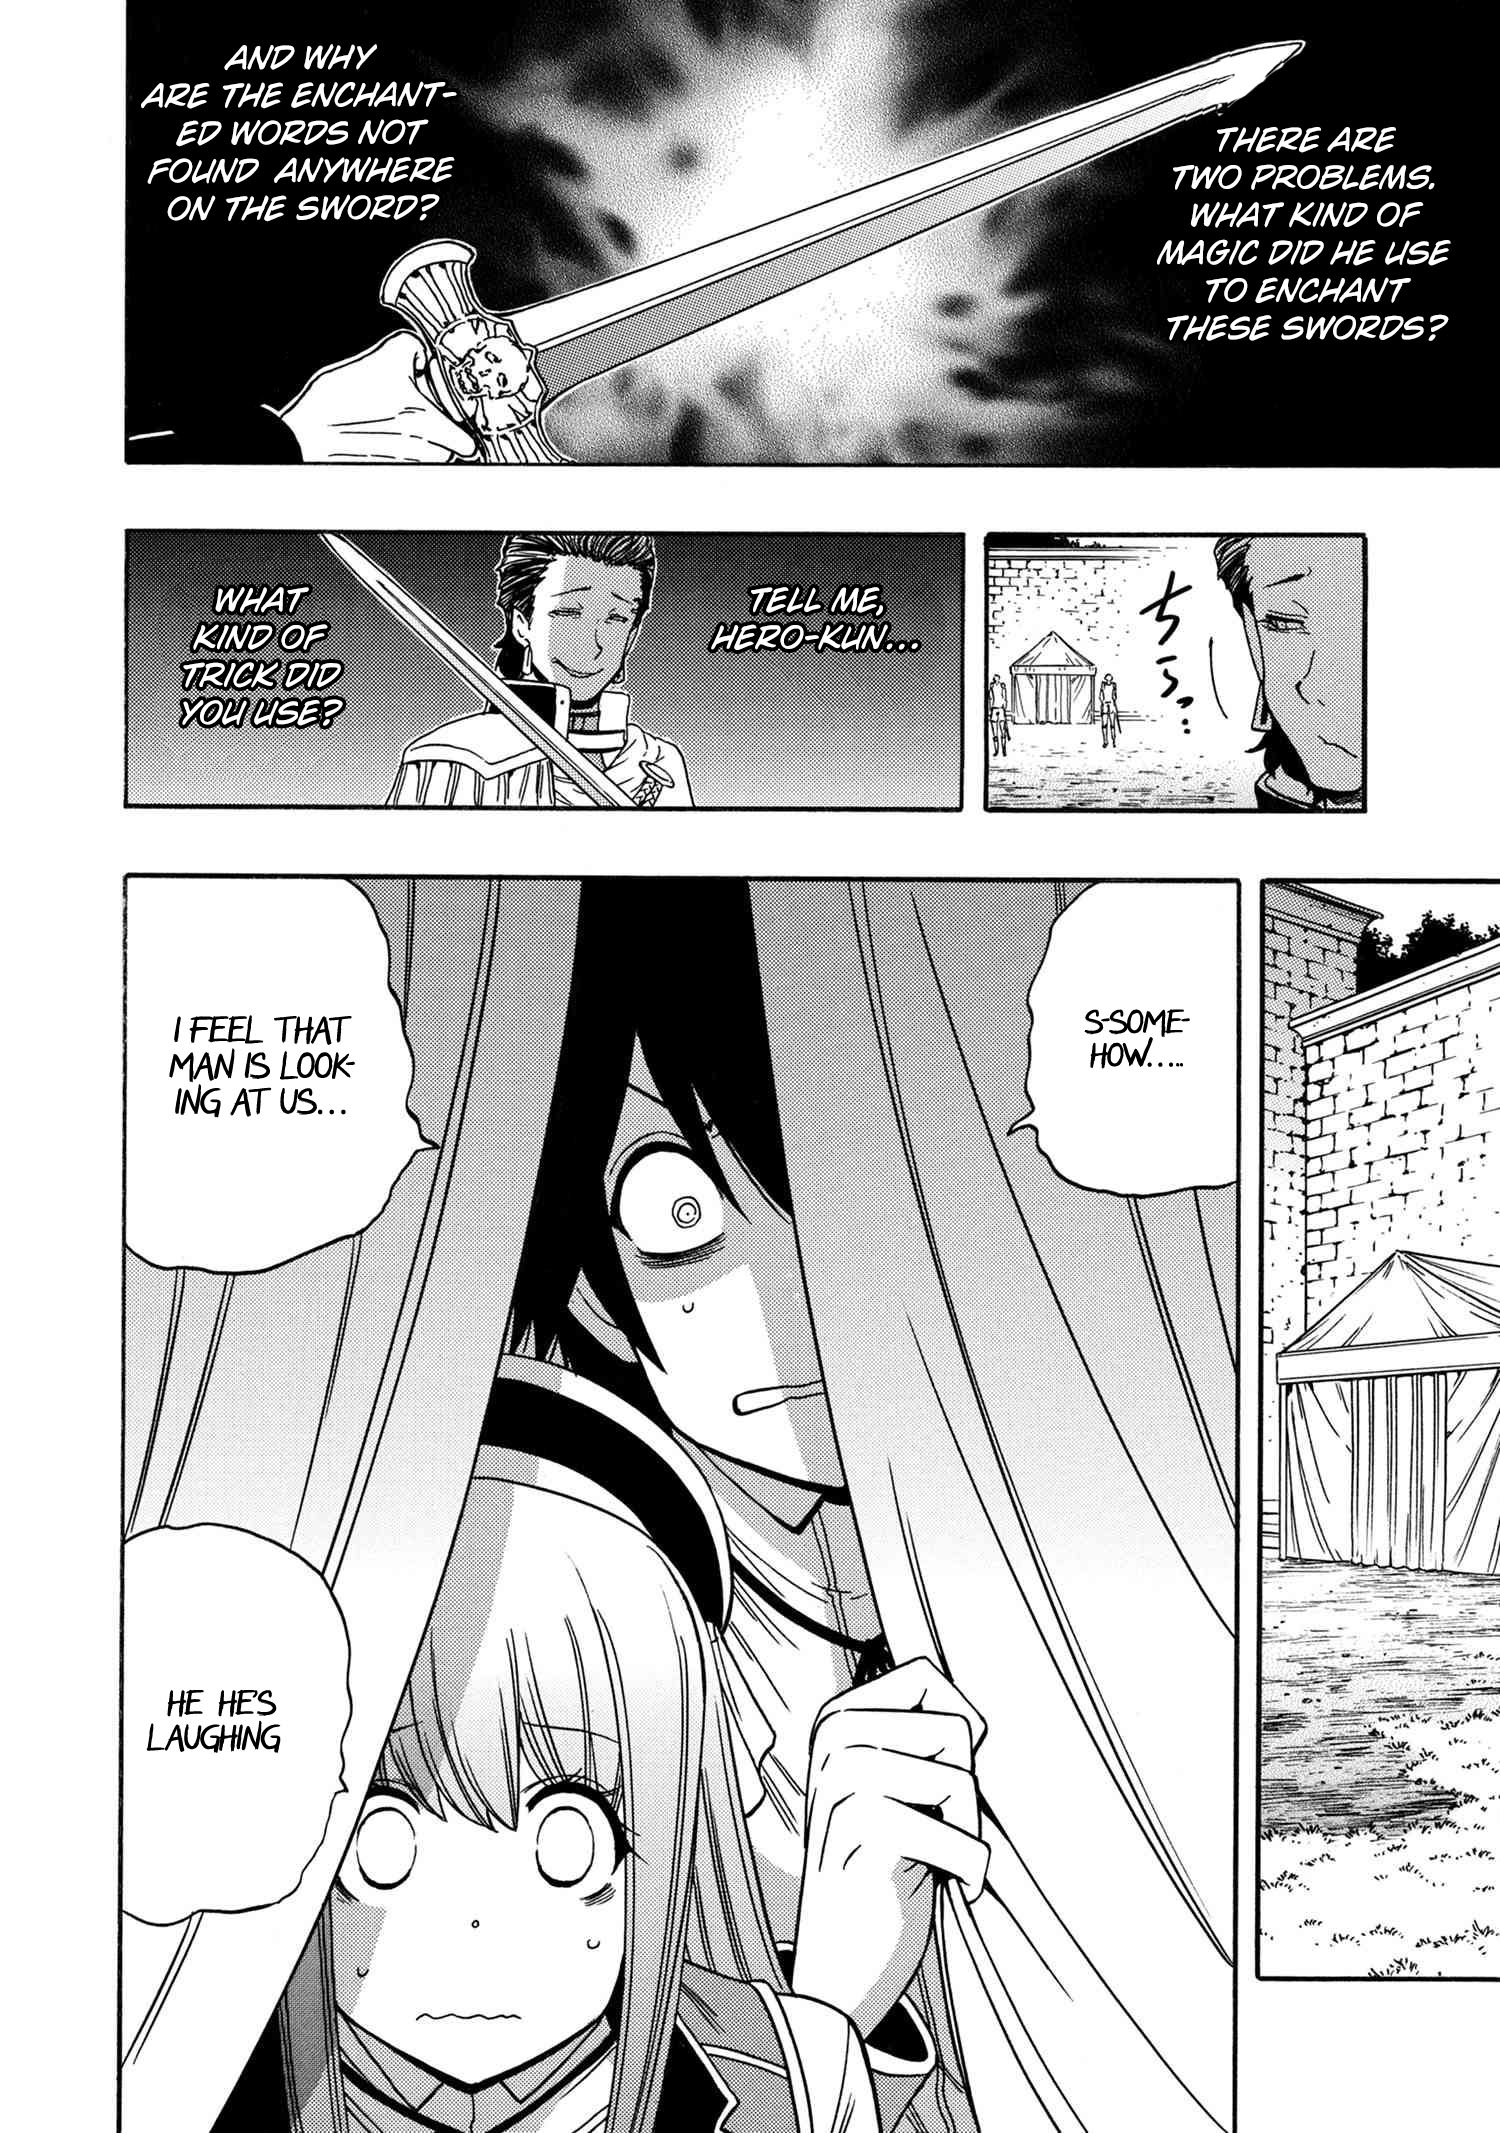 THERE ARE
TWO PROBLEMS.
WHAT KIND OF
MAGIC DID HE USE
TO ENCHANT
THESE SWORDS?
AND WHY
ARE THE ENCHANT-
ED WORDS NOT
FOUND ANYWHERE
ON THE SWORD?
ちらっ…
TELL ME,
HERO-KUN...
WHAT
KIND OF
TRICK DID
YOU USE?
S-SOME-
HOW.....
I FEEL THAT
MAN IS LOOK-
ING AT US...
HE HE'S
LAUGHING